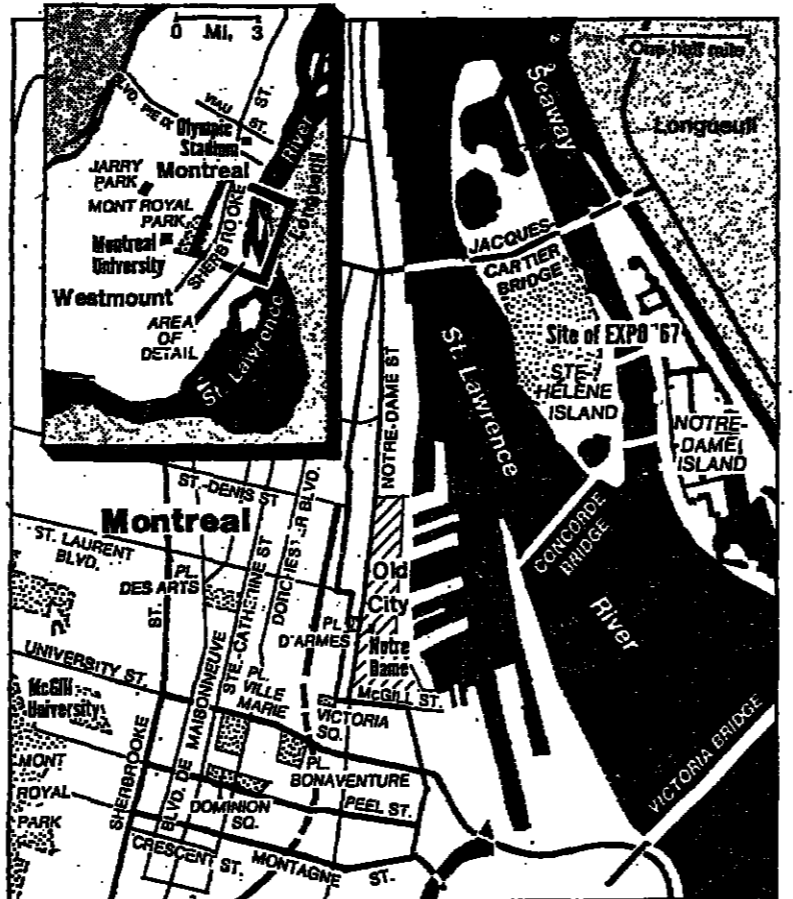 0 Mi. 3
BLVD. PIE IX
VIAU
ST.
ST.
Olympic
Stadium
River
Longueuil
JARRY
PARK
Montreal
MONT ROYAL
PARK
SHERBROOKE
Montreal
University
Westmount
AREA
OF
DETAIL
St. Lawrence
One-half mile
Seaway
Longueuil
JACQUES
CARTIER
BRIDGE
Site of EXPO '67
STE-
HÉLÈNE
ISLAND
NOTRE-
DAME
ISLAND
St. Lawrence
River
NOTRE-DAME ST
CONCORDE
BRIDGE
VICTORIA BRIDGE
ST.-DENIS ST
Montreal
ST. LAURENT
BLVD.
PL.
DES ARTS
ST.
STE.-CATHERINE ST
DORCHESTER BLVD.
Old
City
PL.
D'ARMES
Notre
Dame
McGILL ST.
UNIVERSITY ST.
BLVD. DE MAISONNEUVE
PL.
VILLE
MARIE
VICTORIA
SQ.
McGill
University
SHERBROOKE
PL.
BONAVENTURE
MONT
ROYAL
PARK
DOMINION
SQ.
PEEL ST.
CRESCENT ST.
MONTAGNE ST.